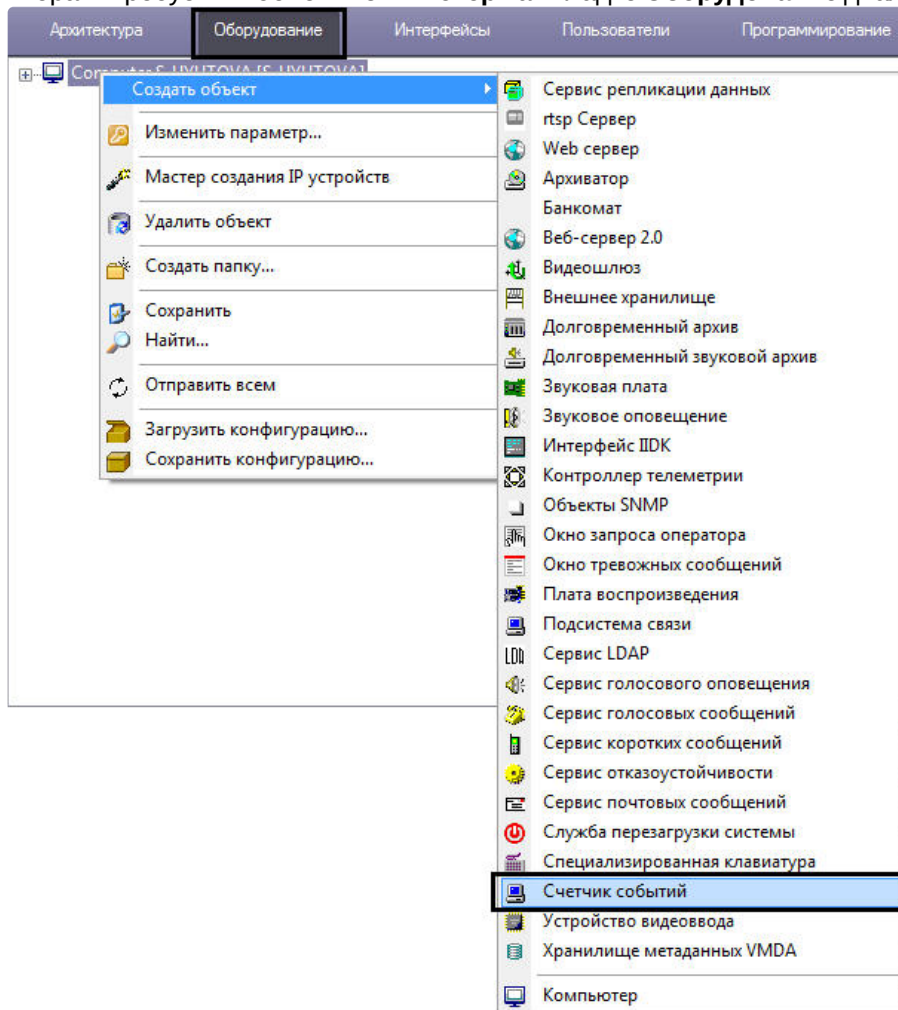 Архитектура Оборудование Интерфейсы Пользователи Программирование
Computer S-UYUTOVA [S-UYUTOVA]
Создать объект
Изменить параметр...
Мастер создания IP устройств
Удалить объект
Создать папку...
Сохранить
Найти...
Отправить всем
Загрузить конфигурацию...
Сохранить конфигурацию...
Сервис репликации данных
rtsp Сервер
Web сервер
Архиватор
Банкомат
Веб-сервер 2.0
Видеошлюз
Внешнее хранилище
Долговременный архив
Долговременный звуковой архив
Звуковая плата
Звуковое оповещение
Интерфейс IIDK
Контроллер телеметрии
Объекты SNMP
Окно запроса оператора
Окно тревожных сообщений
Плата воспроизведения
Подсистема связи
Сервис LDAP
Сервис голосового оповещения
Сервис голосовых сообщений
Сервис коротких сообщений
Сервис отказоустойчивости
Сервис почтовых сообщений
Служба перезагрузки системы
Специализированная клавиатура
Счетчик событий
Устройство видеоввода
Хранилище метаданных VMDA
Компьютер